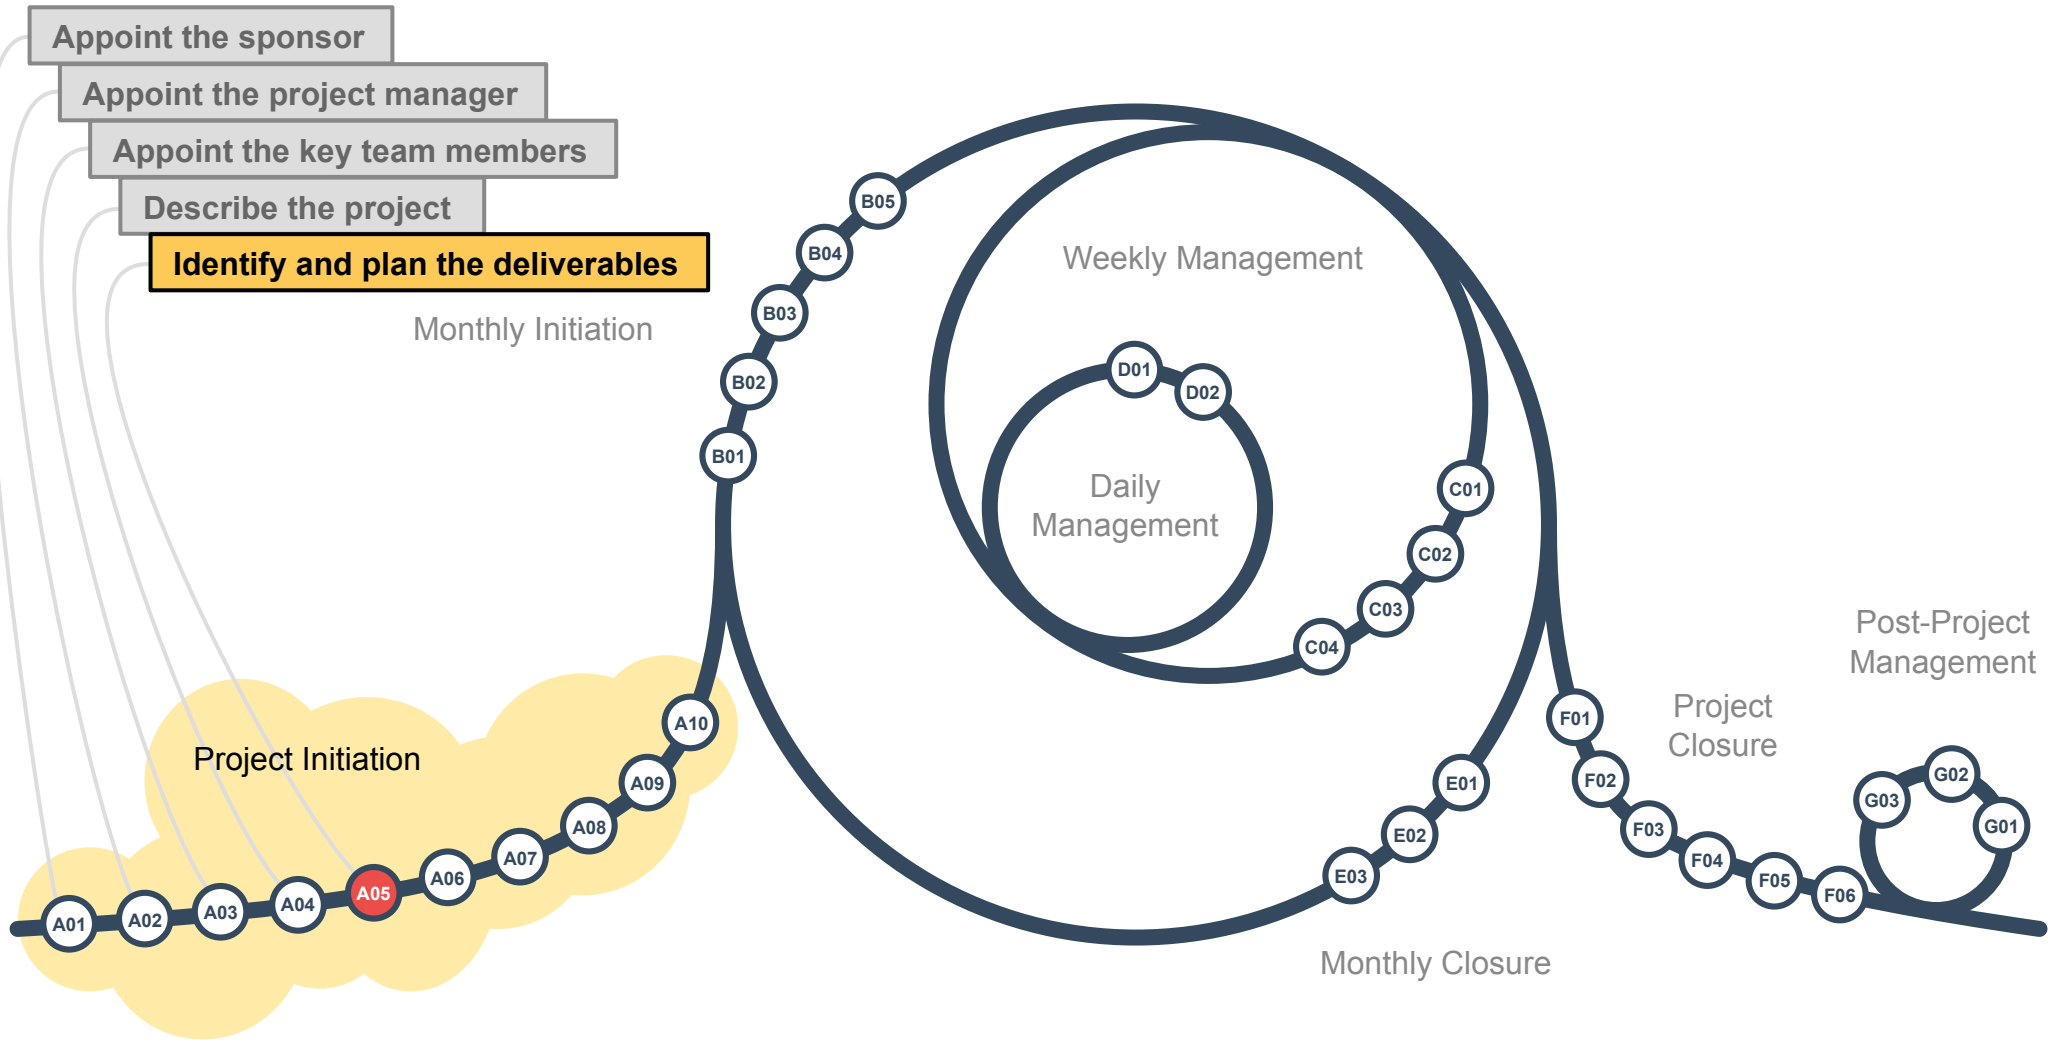 Appoint the sponsor
Appoint the project manager
Appoint the key team members
Describe the project
Identify and plan the deliverables
Monthly Initiation
B05
B04
B03
B02
B01
Weekly Management
D01
D02
Daily
Management
C01
C02
C03
C04
Project Initiation
A01
A02
A03
A04
A05
A06
A07
A08
A09
A10
E01
E02
E03
Monthly Closure
Project
Closure
F01
F02
F03
F04
F05
F06
Post-Project
Management
G03
G02
G01